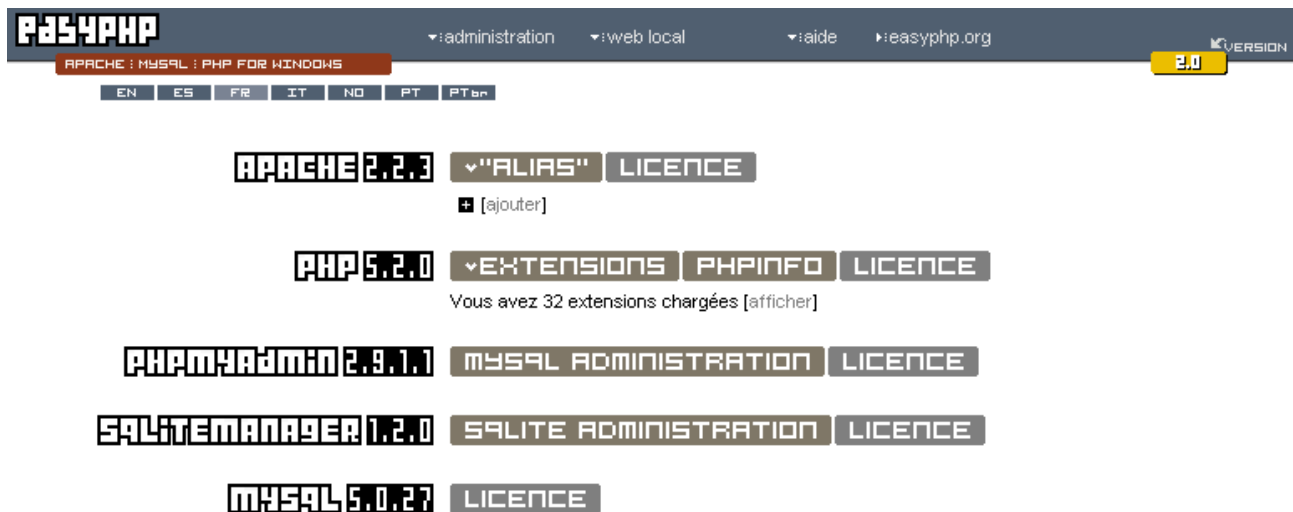 easyphp
administration web local aide easyphp.org
VERSION
APACHE : MYSQL : PHP FOR WINDOWS
2.0
EN ES FR IT NO PT PTbr
APACHE 2.2.3 "ALIAS" LICENCE
[ajouter]
PHP 5.2.0 EXTENSIONS PHPINFO LICENCE
Vous avez 32 extensions chargées [afficher]
PHPMYADMIN 2.9.1.1 MYSQL ADMINISTRATION LICENCE
SQLITEMANAGER 1.2.0 SQLITE ADMINISTRATION LICENCE
MYSQL 5.0.27 LICENCE